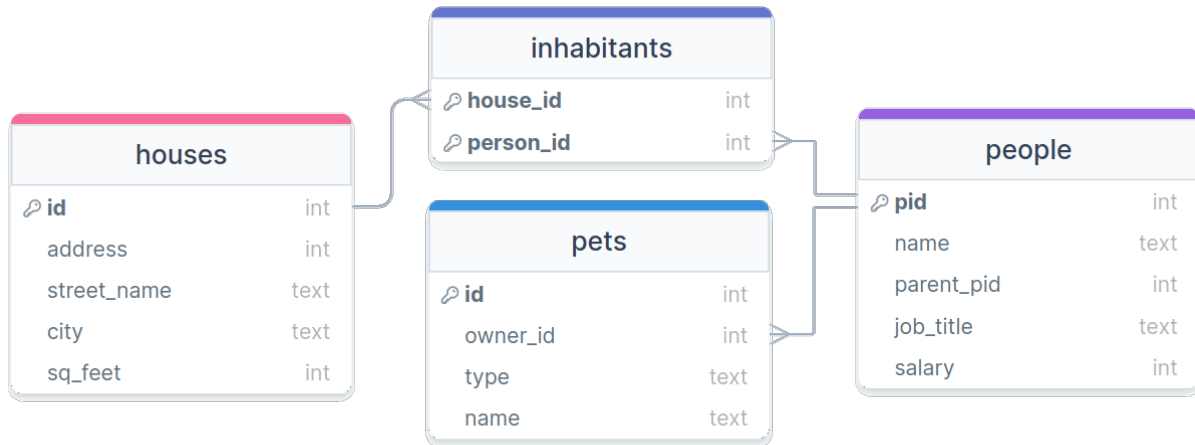 inhabitants
house_id int
person_id int
houses
id int
address int
street_name text
city text
sq_feet int
pets
id int
owner_id int
type text
name text
people
pid int
name text
parent_pid int
job_title text
salary int